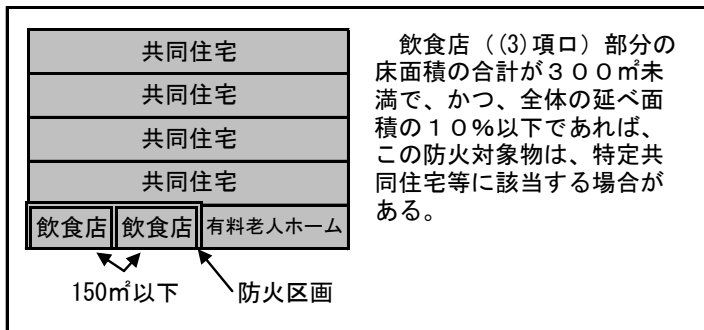 共同住宅
共同住宅
共同住宅
共同住宅
飲食店 飲食店 有料老人ホーム
150㎡以下 防火区画
飲食店（(3)項ロ）部分の
床面積の合計が３００㎡未
満で、かつ、全体の延べ面
積の１０％以下であれば、
この防火対象物は、特定共
同住宅等に該当する場合が
ある。